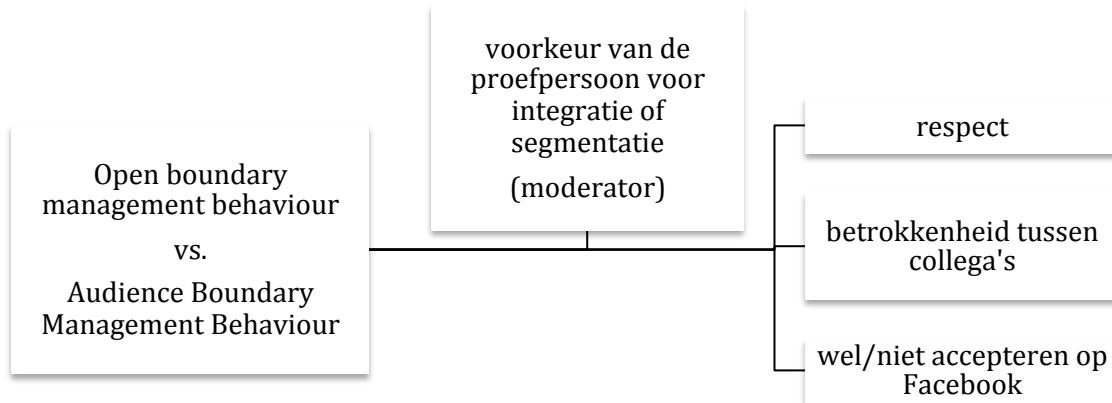 Open boundary
management behaviour
vs.
Audience Boundary
Management Behaviour
voorkeur van de
proefpersoon voor
integratie of
segmentatie
(moderator)
respect
betrokkenheid tussen
collega's
wel/niet accepteren op
Facebook